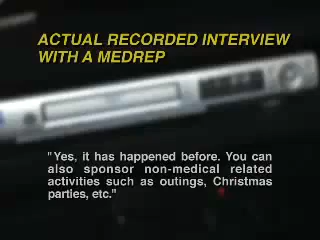 ACTUAL RECORDED INTERVIEW
WITH A MEDREP
"Yes, it has happened before. You can
also sponsor non-medical related
activities such as outings, Christmas
parties, etc."